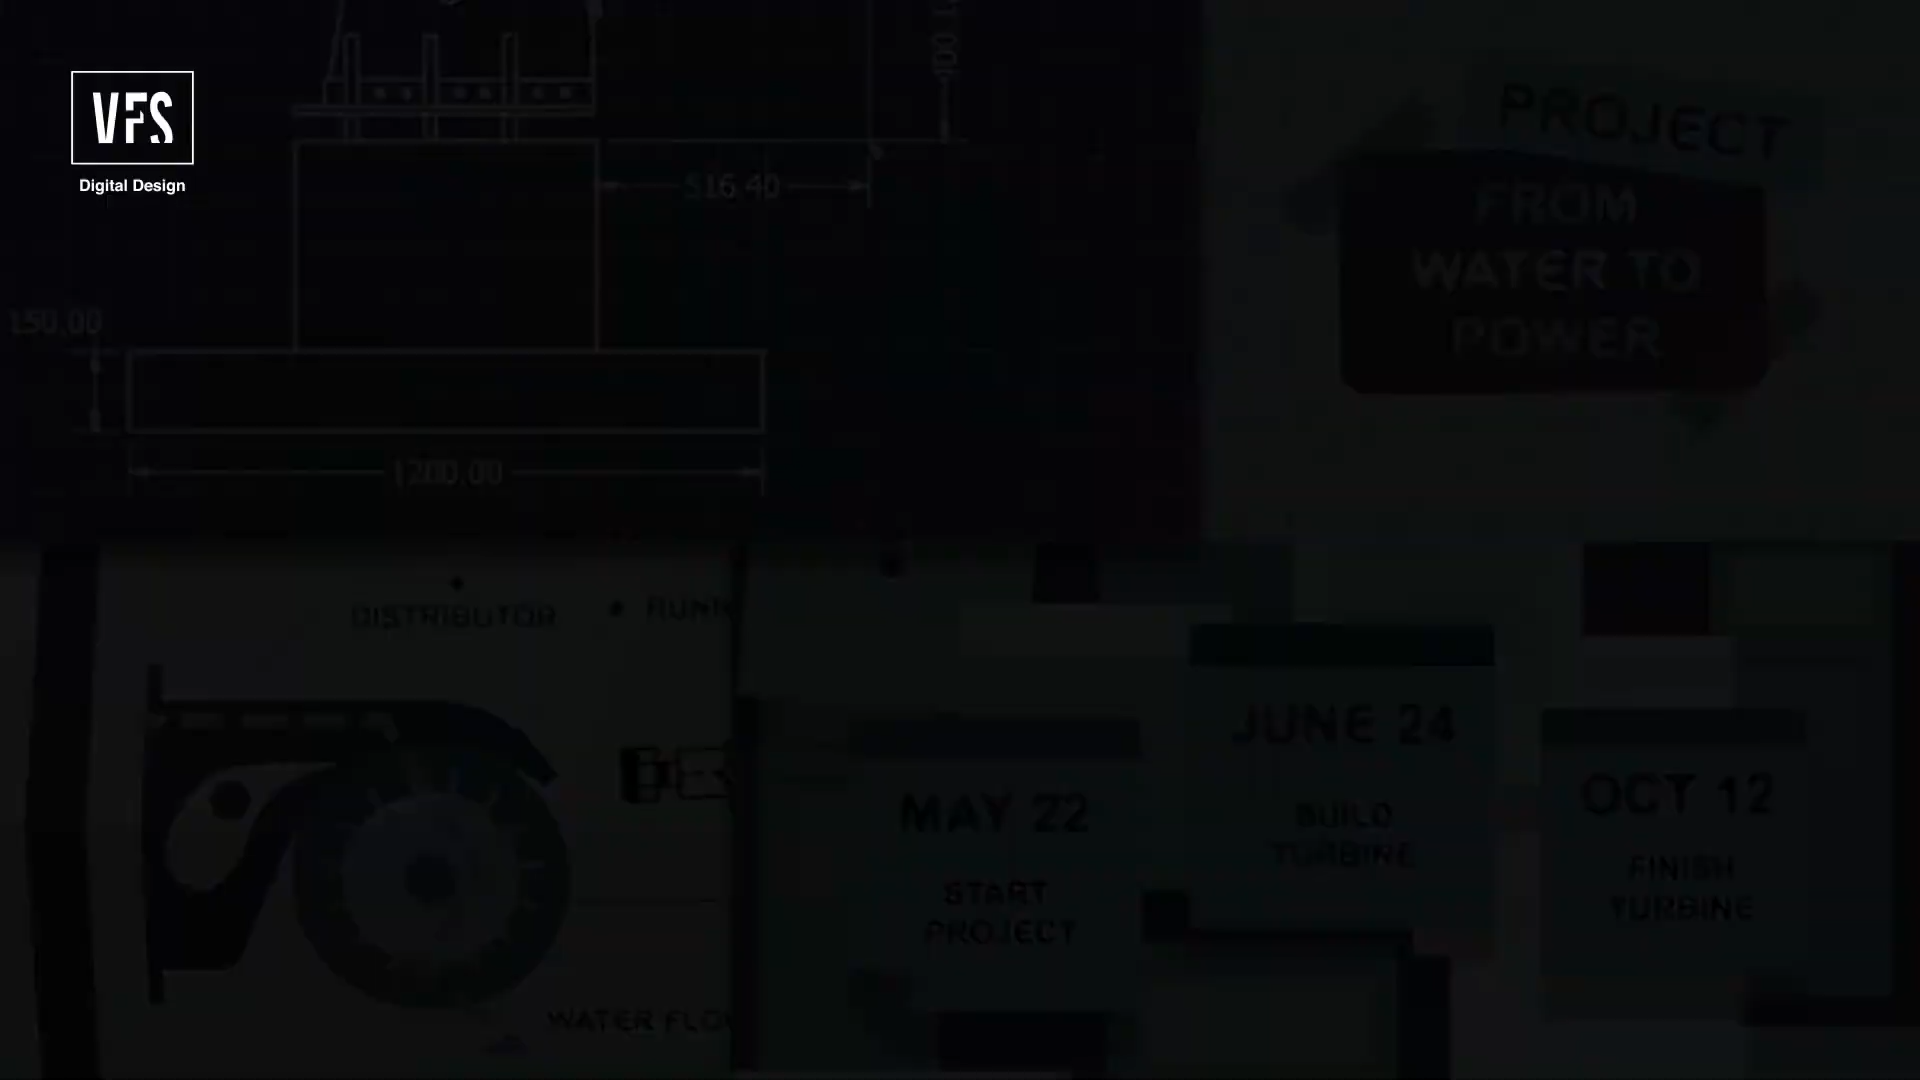 VFS
Digital Design
516.40
150.00
1200.00
PROJECT
FROM
WATER TO
POWER
DISTRIBUTOR
WATER
MAY 22
START
PROJECT
JUNE 24
BUILD
TURBINE
OCT 12
FINISH
TURBINE